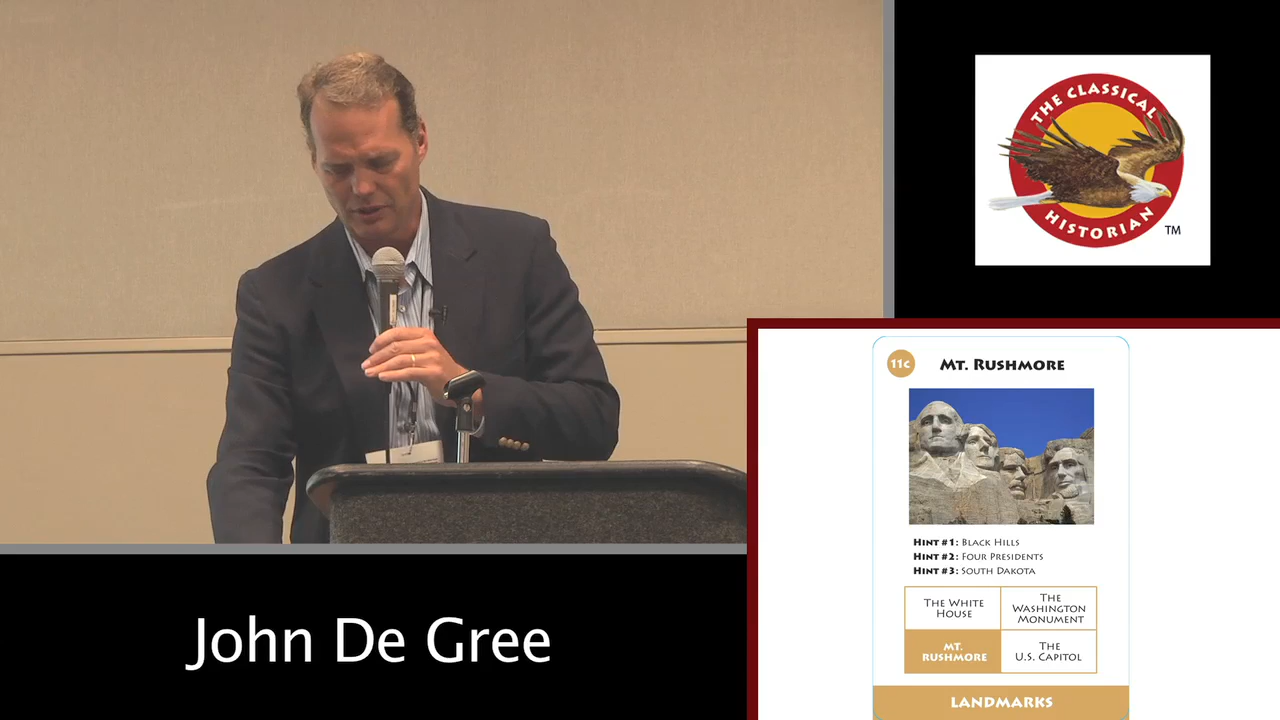 THE CLASSICAL
HISTORIAN
TM
11c
Mt. Rushmore
Hint #1: Black Hills
Hint #2: Four Presidents
Hint #3: South Dakota
The White
House
The
Washington
Monument
Mt.
Rushmore
The
U.S. Capitol
LANDMARKS
John De Gree